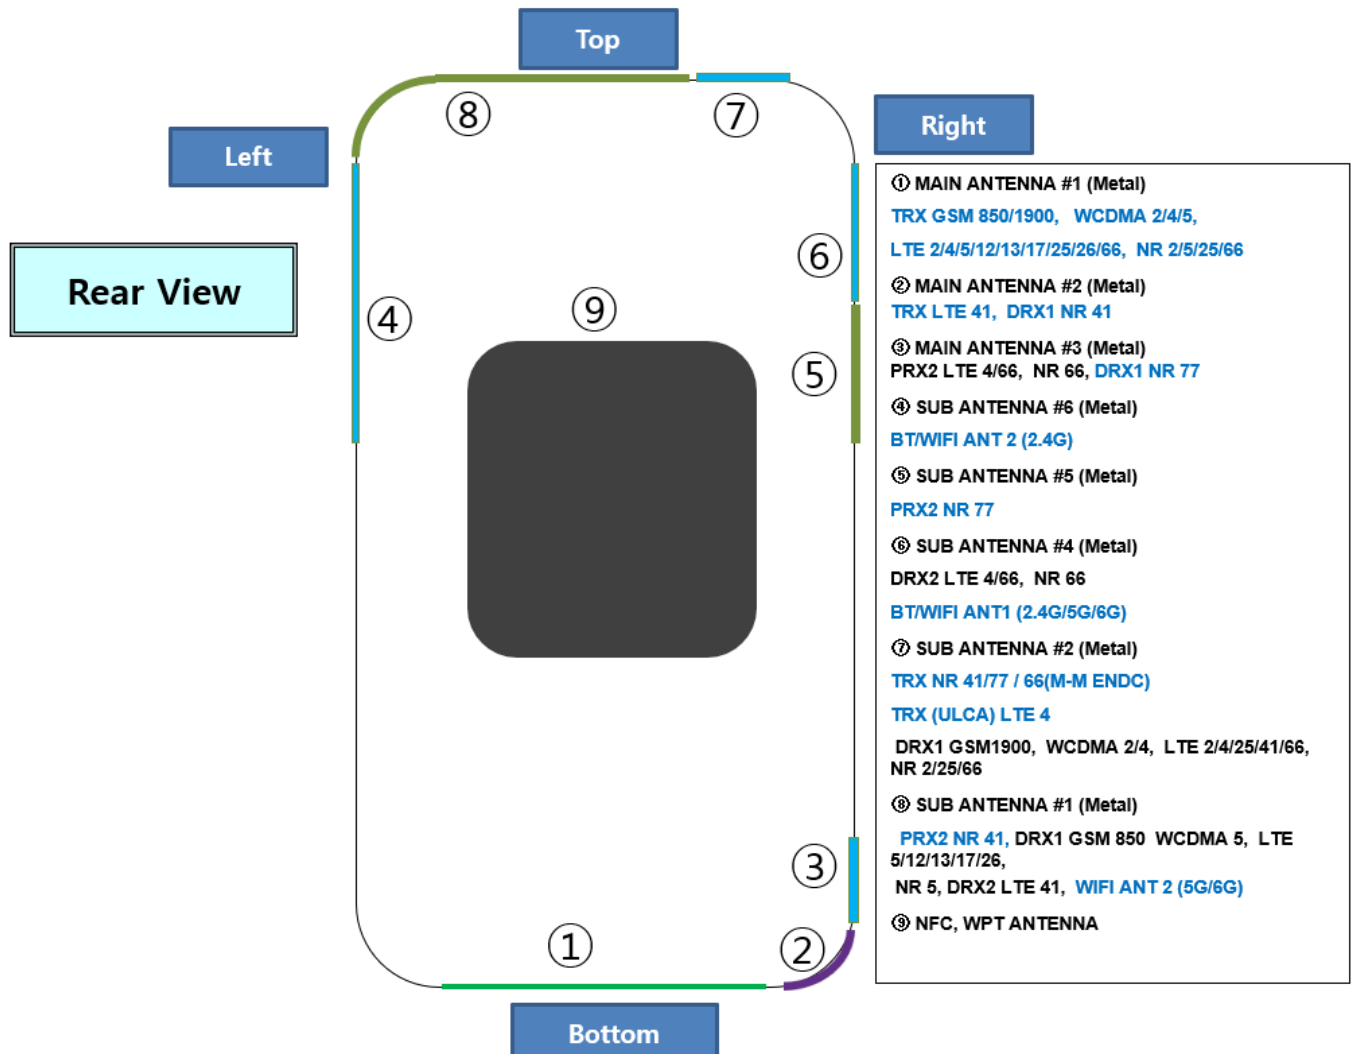 Top
⑧
⑦
Right
Left
Rear View
④
⑨
⑥
⑤
③
①
②
Bottom
① MAIN ANTENNA #1 (Metal)
TRX GSM 850/1900, WCDMA 2/4/5,
LTE 2/4/5/12/13/17/25/26/66, NR 2/5/25/66
② MAIN ANTENNA #2 (Metal)
TRX LTE 41, DRX1 NR 41
③ MAIN ANTENNA #3 (Metal)
PRX2 LTE 4/66, NR 66, DRX1 NR 77
④ SUB ANTENNA #6 (Metal)
BT/WIFI ANT 2 (2.4G)
⑤ SUB ANTENNA #5 (Metal)
PRX2 NR 77
⑥ SUB ANTENNA #4 (Metal)
DRX2 LTE 4/66, NR 66
BT/WIFI ANT1 (2.4G/5G/6G)
⑦ SUB ANTENNA #2 (Metal)
TRX NR 41/77 / 66(M-M ENDC)
TRX (ULCA) LTE 4
DRX1 GSM1900, WCDMA 2/4, LTE 2/4/25/41/66,
NR 2/25/66
⑧ SUB ANTENNA #1 (Metal)
PRX2 NR 41, DRX1 GSM 850 WCDMA 5, LTE
5/12/13/17/26,
NR 5, DRX2 LTE 41, WIFI ANT 2 (5G/6G)
⑨ NFC, WPT ANTENNA